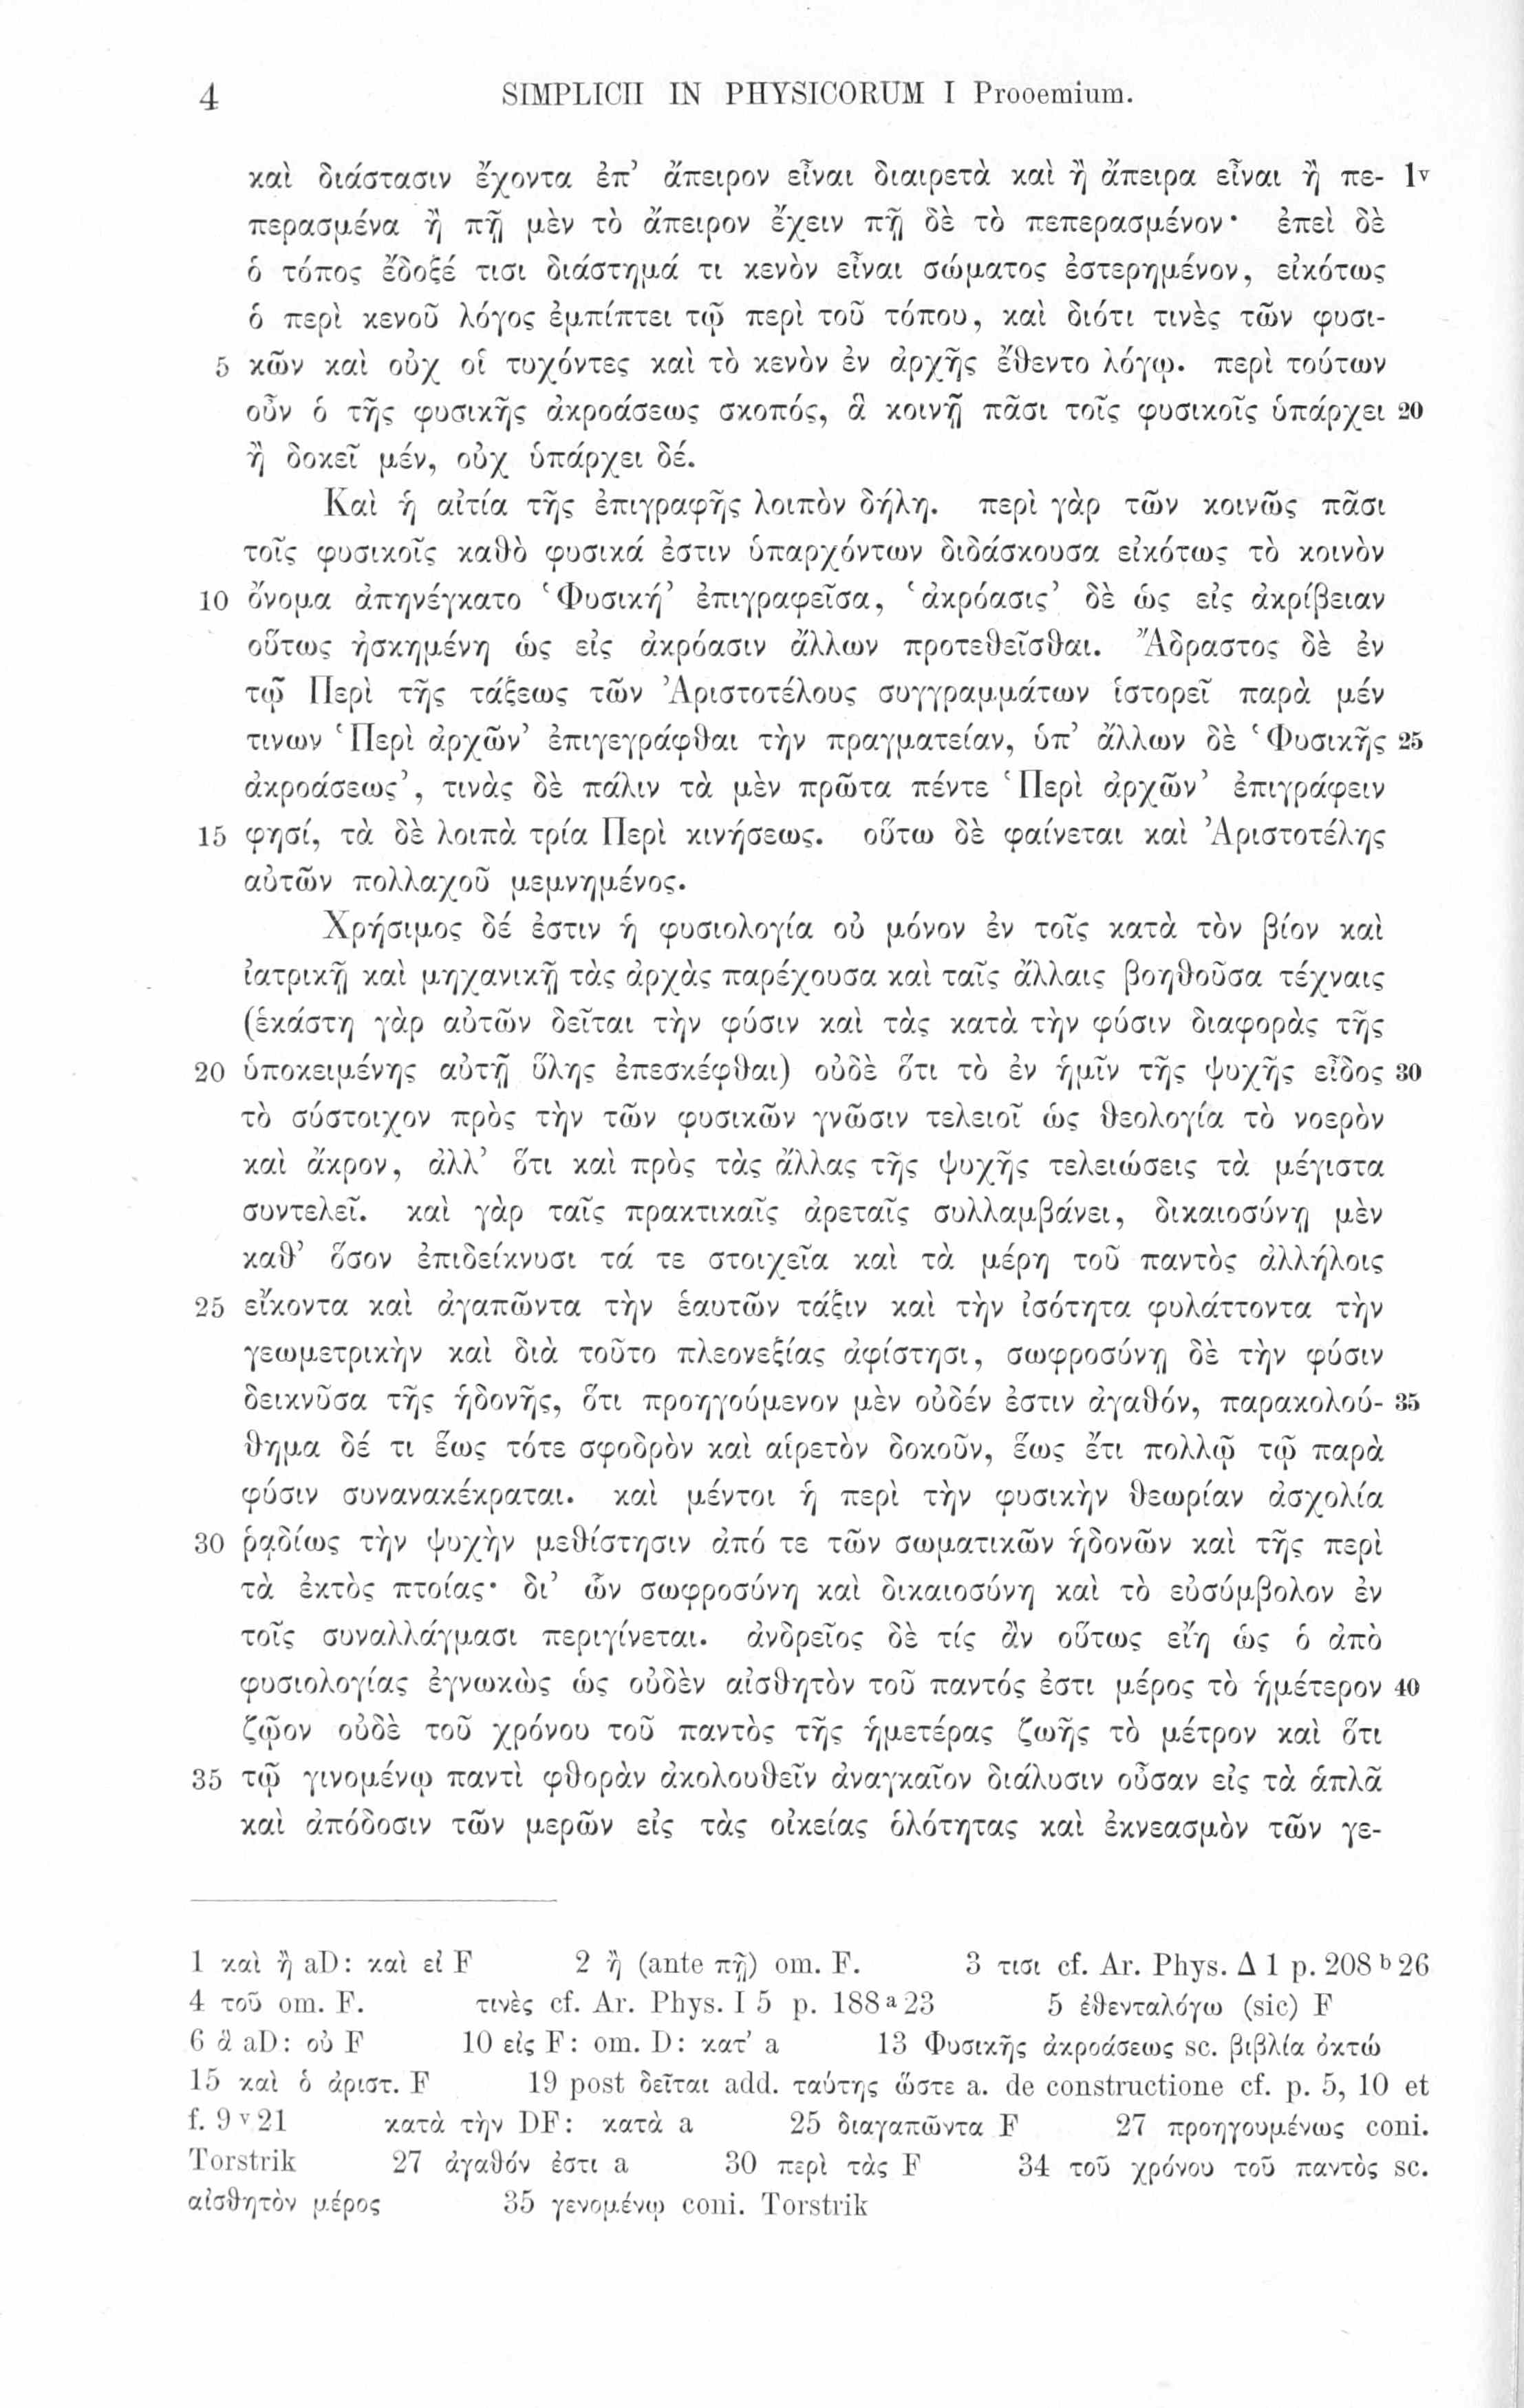 4 SIMPLICII IN PHYSICORUM I Prooemium.
καὶ διάστασιν ἔχοντα ἐπ’ ἄπειρον εἶναι διαιρετὰ καὶ ἢ ἄπειρα εἶναι ἢ πε- 1v
περασμένα ἢ πῇ μὲν τὸ ἄπειρον ἔχειν πῇ δὲ τὸ πεπερασμένον· ἐπεὶ δὲ
ὁ τόπος ἔδοξέ τισι διάστημά τι κενὸν εἶναι σώματος ἐστερημένον, εἰκότως
ὁ περὶ κενοῦ λόγος ἐμπίπτει τῷ περὶ τοῦ τόπου, καὶ διότι τινὲς τῶν φυσι-
5 κῶν καὶ οὐχ οἱ τυχόντες καὶ τὸ κενὸν ἐν ἀρχῆς ἔθεντο λόγῳ. περὶ τούτων
οὖν ὁ τῆς φυσικῆς ἀκροάσεως σκοπός, ἃ κοινῇ πᾶσι τοῖς φυσικοῖς ὑπάρχει 20
ἢ δοκεῖ μέν, οὐχ ὑπάρχει δέ.
Καὶ ἡ αἰτία τῆς ἐπιγραφῆς λοιπὸν δήλη. περὶ γὰρ τῶν κοινῶς πᾶσι
τοῖς φυσικοῖς καθὸ φυσικά ἐστιν ὑπαρχόντων διδάσκουσα εἰκότως τὸ κοινὸν
10 ὄνομα ἀπηνέγκατο ‘Φυσική’ ἐπιγραφεῖσα, ‘ἀκρόασις’ δὲ ὡς εἰς ἀκρίβειαν
οὕτως ἠσκημένη ὡς εἰς ἀκρόασιν ἄλλων προτεθεῖσθαι. Ἄδραστος δὲ ἐν
τῷ Περὶ τῆς τάξεως τῶν Ἀριστοτέλους συγγραμμάτων ἱστορεῖ παρὰ μέν
τινων ‘Περὶ ἀρχῶν’ ἐπιγεγράφθαι τὴν πραγματείαν, ὑπ’ ἄλλων δὲ ‘Φυσικῆς 25
ἀκροάσεως’, τινὰς δὲ πάλιν τὰ μὲν πρῶτα πέντε ‘Περὶ ἀρχῶν’ ἐπιγράφειν
15 φησί, τὰ δὲ λοιπὰ τρία Περὶ κινήσεως. οὕτω δὲ φαίνεται καὶ Ἀριστοτέλης
αὐτῶν πολλαχοῦ μεμνημένος.
Χρήσιμος δέ ἐστιν ἡ φυσιολογία οὐ μόνον ἐν τοῖς κατὰ τὸν βίον καὶ
ἰατρικῇ καὶ μηχανικῇ τὰς ἀρχὰς παρέχουσα καὶ ταῖς ἄλλαις βοηθοῦσα τέχναις
(ἑκάστη γὰρ αὐτῶν δεῖται τὴν φύσιν καὶ τὰς κατὰ τὴν φύσιν διαφορὰς τῆς
20 ὑποκειμένης αὐτῇ ὕλης ἐπεσκέφθαι) οὐδὲ ὅτι τὸ ἐν ἡμῖν τῆς ψυχῆς εἶδος 30
τὸ σύστοιχον πρὸς τὴν τῶν φυσικῶν γνῶσιν τελειοῖ ὡς θεολογία τὸ νοερὸν
καὶ ἄκρον, ἀλλ’ ὅτι καὶ πρὸς τὰς ἄλλας τῆς ψυχῆς τελειώσεις τὰ μέγιστα
συντελεῖ. καὶ γὰρ ταῖς πρακτικαῖς ἀρεταῖς συλλαμβάνει, δικαιοσύνῃ μὲν
καθ’ ὅσον ἐπιδείκνυσι τά τε στοιχεῖα καὶ τὰ μέρη τοῦ παντὸς ἀλλήλοις
25 εἴκοντα καὶ ἀγαπῶντα τὴν ἑαυτῶν τάξιν καὶ τὴν ἰσότητα φυλάττοντα τὴν
γεωμετρικὴν καὶ διὰ τοῦτο πλεονεξίας ἀφίστησι, σωφροσύνῃ δὲ τὴν φύσιν
δεικνῦσα τῆς ἡδονῆς, ὅτι προηγούμενον μὲν οὐδέν ἐστιν ἀγαθόν, παρακολού- 35
θημα δέ τι ἕως τότε σφοδρὸν καὶ αἱρετὸν δοκοῦν, ἕως ἔτι πολλῷ τῷ παρὰ
φύσιν συνανακέκραται. καὶ μέντοι ἡ περὶ τὴν φυσικὴν θεωρίαν ἀσχολία
30 ῥᾳδίως τὴν ψυχὴν μεθίστησιν ἀπό τε τῶν σωματικῶν ἡδονῶν καὶ τῆς περὶ
τὰ ἐκτὸς πτοίας· δι’ ὧν σωφροσύνη καὶ δικαιοσύνη καὶ τὸ εὐσύμβολον ἐν
τοῖς συναλλάγμασι περιγίνεται. ἀνδρεῖος δὲ τίς ἂν οὕτως εἴη ὡς ὁ ἀπὸ
φυσιολογίας ἐγνωκὼς ὡς οὐδὲν αἰσθητὸν τοῦ παντός ἐστι μέρος τὸ ἡμέτερον 40
ζῷον οὐδὲ τοῦ χρόνου τοῦ παντὸς τῆς ἡμετέρας ζωῆς τὸ μέτρον καὶ ὅτι
35 τῷ γινομένῳ παντὶ φθορὰν ἀκολουθεῖν ἀναγκαῖον διάλυσιν οὖσαν εἰς τὰ ἁπλᾶ
καὶ ἀπόδοσιν τῶν μερῶν εἰς τὰς οἰκείας ὁλότητας καὶ ἐκνεασμὸν τῶν γε-
1 καὶ ἢ aD: καὶ εἰ F 2 ἢ (ante πῇ) om. F. 3 τισι cf. Ar. Phys. Δ 1 p. 208 b 26
4 τοῦ om. F. τινὲς cf. Ar. Phys. I 5 p. 188 a 23 5 ἐθενταλόγω (sic) F
6 ἃ aD: οὐ F 10 εἰς F: om. D: κατ’ a 13 Φυσικῆς ἀκροάσεως sc. βιβλία ὀκτώ
15 καὶ ὁ ἀριστ. F 19 post δεῖται add. ταύτης ὥστε a. de constructione cf. p. 5, 10 et
f. 9 v 21 κατὰ τὴν DF: κατὰ a 25 διαγαπῶντα F 27 προηγουμένως coni.
Torstrik 27 ἀγαθόν ἐστι a 30 περὶ τὰς F 34 τοῦ χρόνου τοῦ παντὸς sc.
αἰσθητὸν μέρος 35 γενομένῳ coni. Torstrik